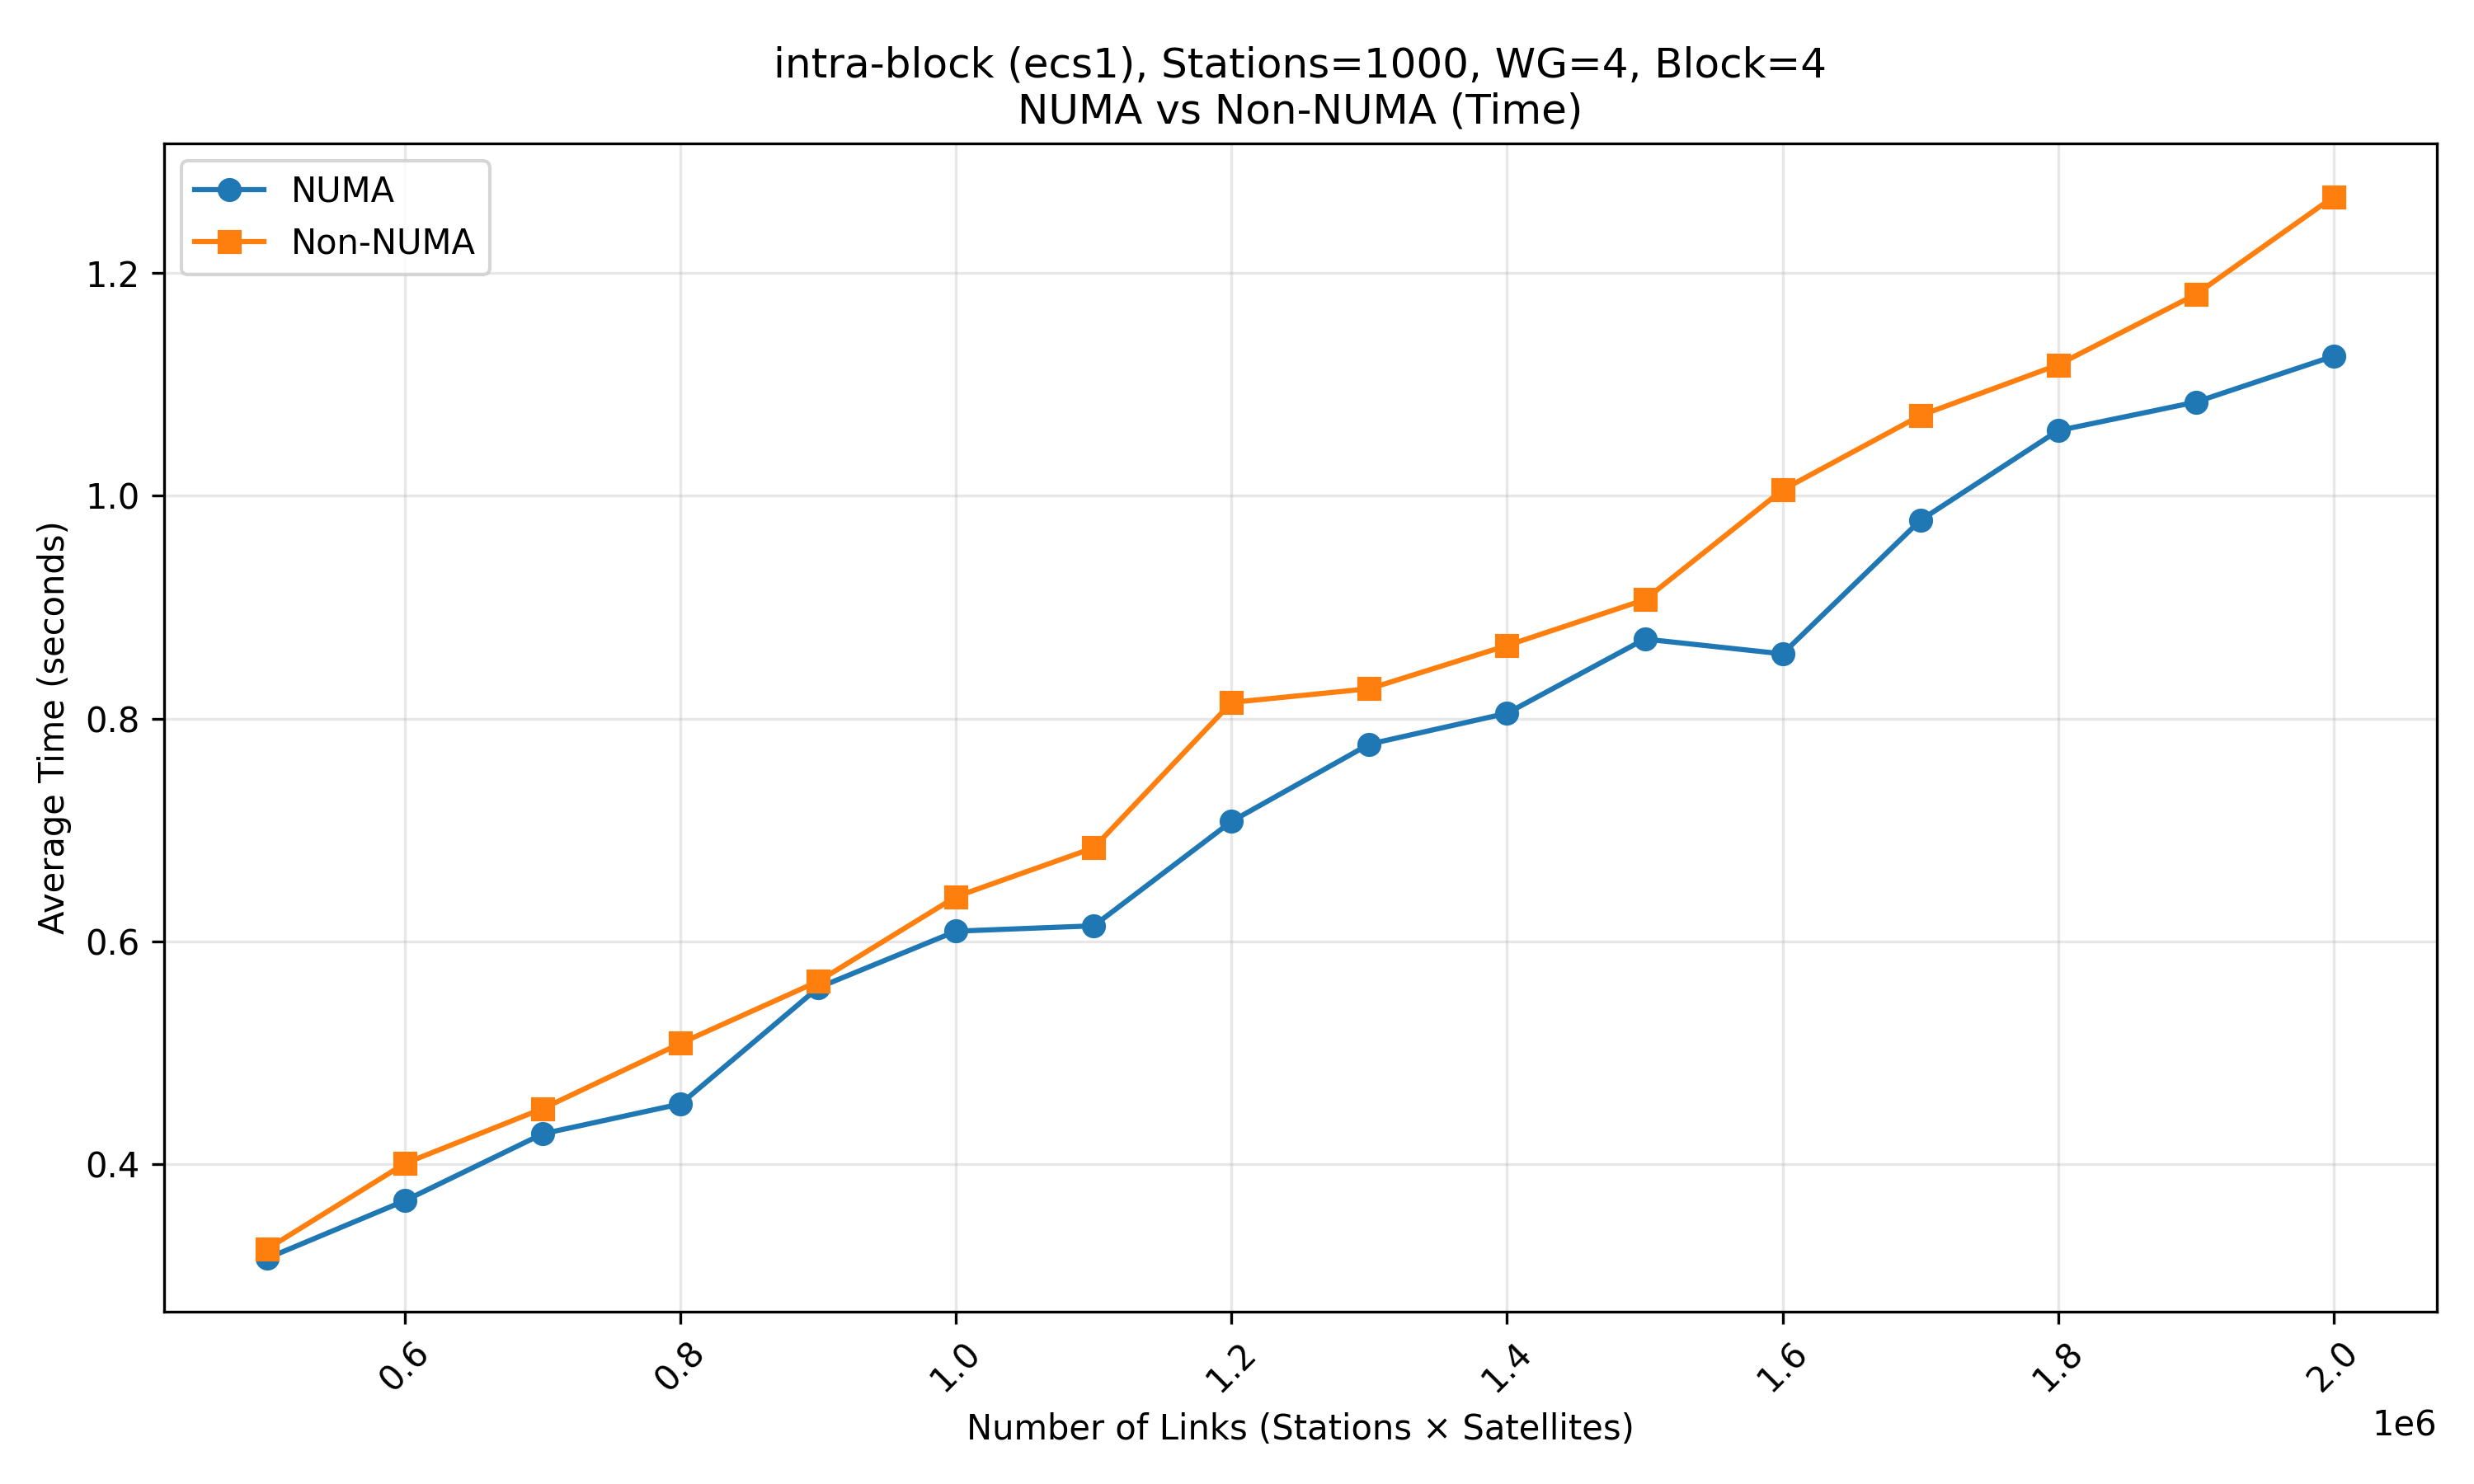 intra-block (ecs1), Stations=1000, WG=4, Block=4
NUMA vs Non-NUMA (Time)
NUMA
Non-NUMA
Average Time (seconds)
1.2
1.0
0.8
0.6
0.4
0.6
0.8
1.0
1.2
1.4
1.6
1.8
2.0
1e6
Number of Links (Stations × Satellites)